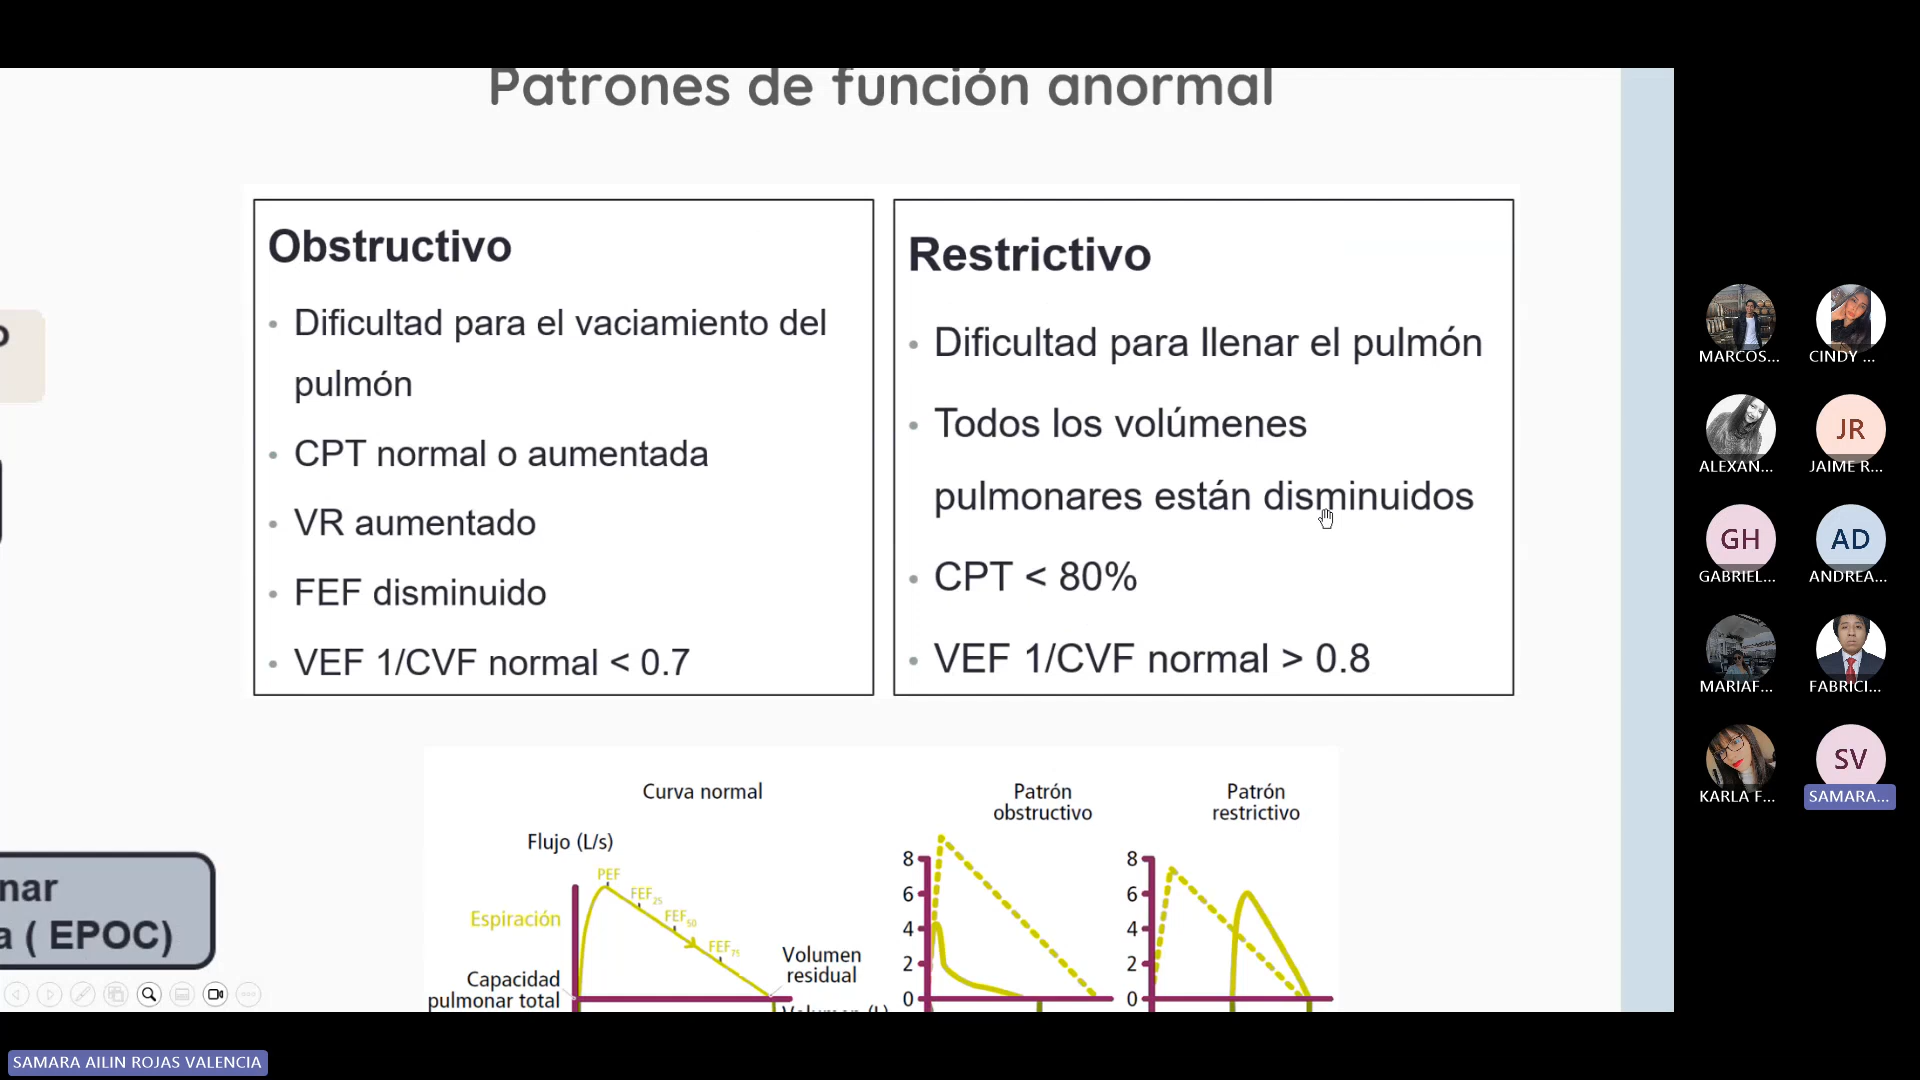 Patrones de función anormal
Obstructivo
• Dificultad para el vaciamiento del
pulmón
• CPT normal o aumentada
• VR aumentado
• FEF disminuido
• VEF 1/CVF normal < 0.7
Restrictivo
• Dificultad para llenar el pulmón
• Todos los volúmenes
pulmonares están disminuidos
• CPT < 80%
• VEF 1/CVF normal > 0.8
nar
a ( EPOC)
Curva normal
Flujo (L/s)
PEF
FEF25
FEF50
FEF75
Espiración
Capacidad
pulmonar total
Volumen
residual
Patrón
obstructivo
8
6
4
2
0
Patrón
restrictivo
8
6
4
2
0
MARCOS...
CINDY ...
ALEXAN...
JR
JAIME R...
GH
GABRIEL...
AD
ANDREA...
MARIAF...
FABRICI...
KARLA F...
SV
SAMARA...
SAMARA AILIN ROJAS VALENCIA